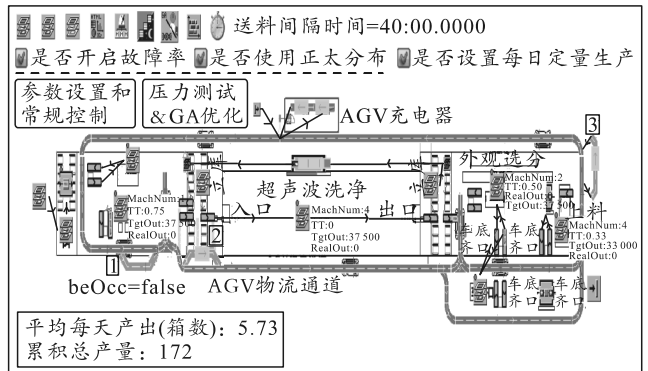 送料间隔时间=40:00.0000
是否开启故障率 是否使用正太分布 是否设置每日定量生产
参数设置和
常规控制
压力测试
&GA优化
AGV充电器
3
外观选分
超声波洗净
MachNum:2
TT:0.50
MachNum:
TT:0.75
TgtOut:37 500
RealOut:0
入口
MachNum:4
TT:0
TgtOut:37 500
RealOut:0
出口
上料
MachNum:4
TT:0.33
TgtOut:33 000
RealOut:0
车底
齐口
车底
齐口
2
1
beOcc=false
AGV物流通道
车底
齐口
车底
齐口
平均每天产出(箱数)：5.73
累积总产量：172